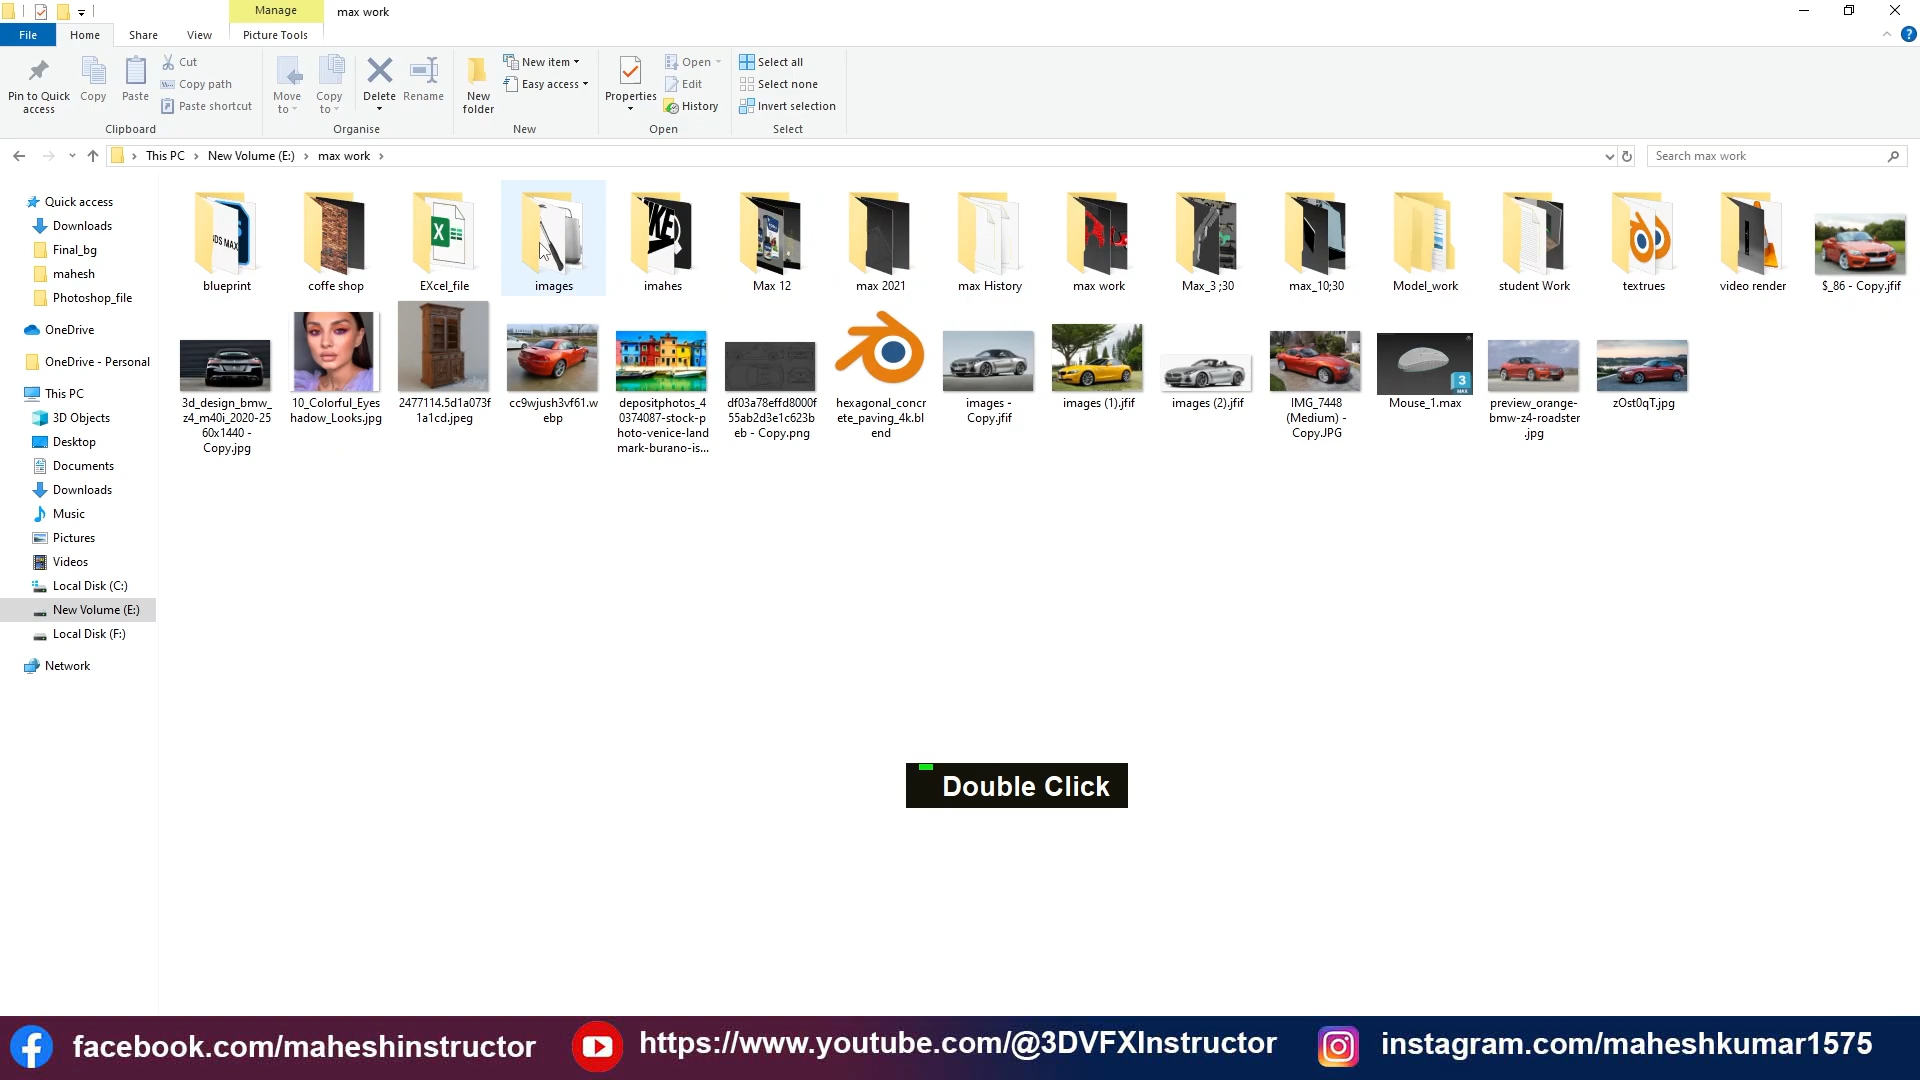 Manage
max work
File
Home
Share
View
Picture Tools
Pin to Quick access
Copy
Paste
Cut
Copy path
Paste shortcut
Clipboard
Move to
Copy to
Delete
Rename
Organise
New folder
New item
Easy access
New
Properties
Open
Edit
History
Open
Select all
Select none
Invert selection
Select
This PC > New Volume (E:) > max work >
Search max work
Quick access
Downloads
Final_bg
mahesh
Photoshop_file
OneDrive
OneDrive - Personal
This PC
3D Objects
Desktop
Documents
Downloads
Music
Pictures
Videos
Local Disk (C:)
New Volume (E:)
Local Disk (F:)
Network
blueprint
coffe shop
EXcel_file
images
imahes
Max 12
max 2021
max History
max work
Max_3 ;30
max_10;30
Model_work
student Work
textrues
video render
$_86 - Copy.jfif
3d_design_bmw_
z4_m40i_2020-25
60x1440 -
Copy.jpg
10_Colorful_Eyes
hadow_Looks.jpg
2477114.5d1a073f
1a1cd.jpeg
cc9wjush3vf61.w
ebp
depositphotos_4
0374087-stock-p
hoto-venice-land
mark-burano-is...
df03a78effd8000f
55ab2d3e1c623b
eb - Copy.png
hexagonal_concr
ete_paving_4k.bl
end
images -
Copy.jfif
images (1).jfif
images (2).jfif
IMG_7448
(Medium) -
Copy.JPG
Mouse_1.max
preview_orange-
bmw-z4-roadster
.jpg
zOst0qT.jpg
Double Click
facebook.com/maheshinstructor
https://www.youtube.com/@3DVFXInstructor
instagram.com/maheshkumar1575